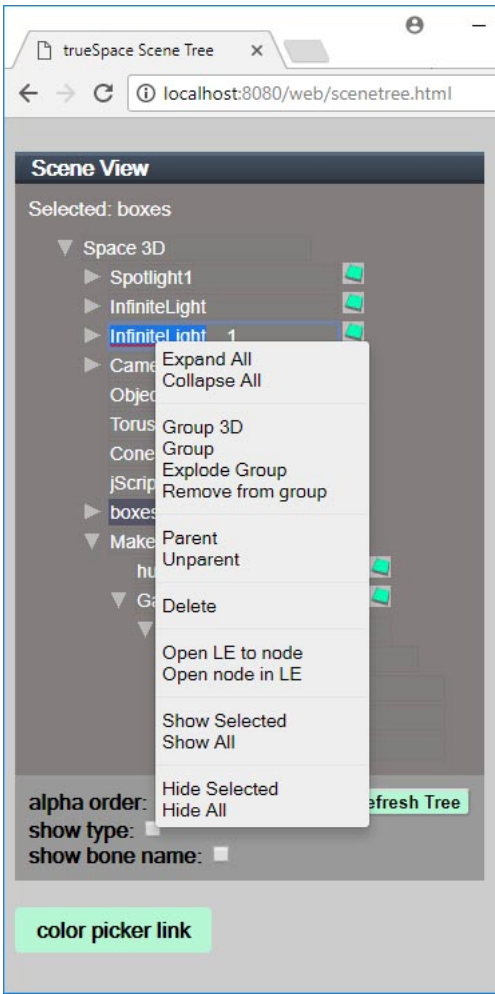 trueSpace Scene Tree
localhost:8080/web/scenetree.html
Scene View
Selected: boxes
Space 3D
Spotlight1
InfiniteLight
InfiniteLight 1
Expand All
Collapse All
Group 3D
Group
Explode Group
Remove from group
boxes
Parent
Unparent
Delete
Open LE to node
Open node in LE
Show Selected
Show All
Hide Selected
Hide All
alpha order:
efresh Tree
show type:
show bone name:
color picker link